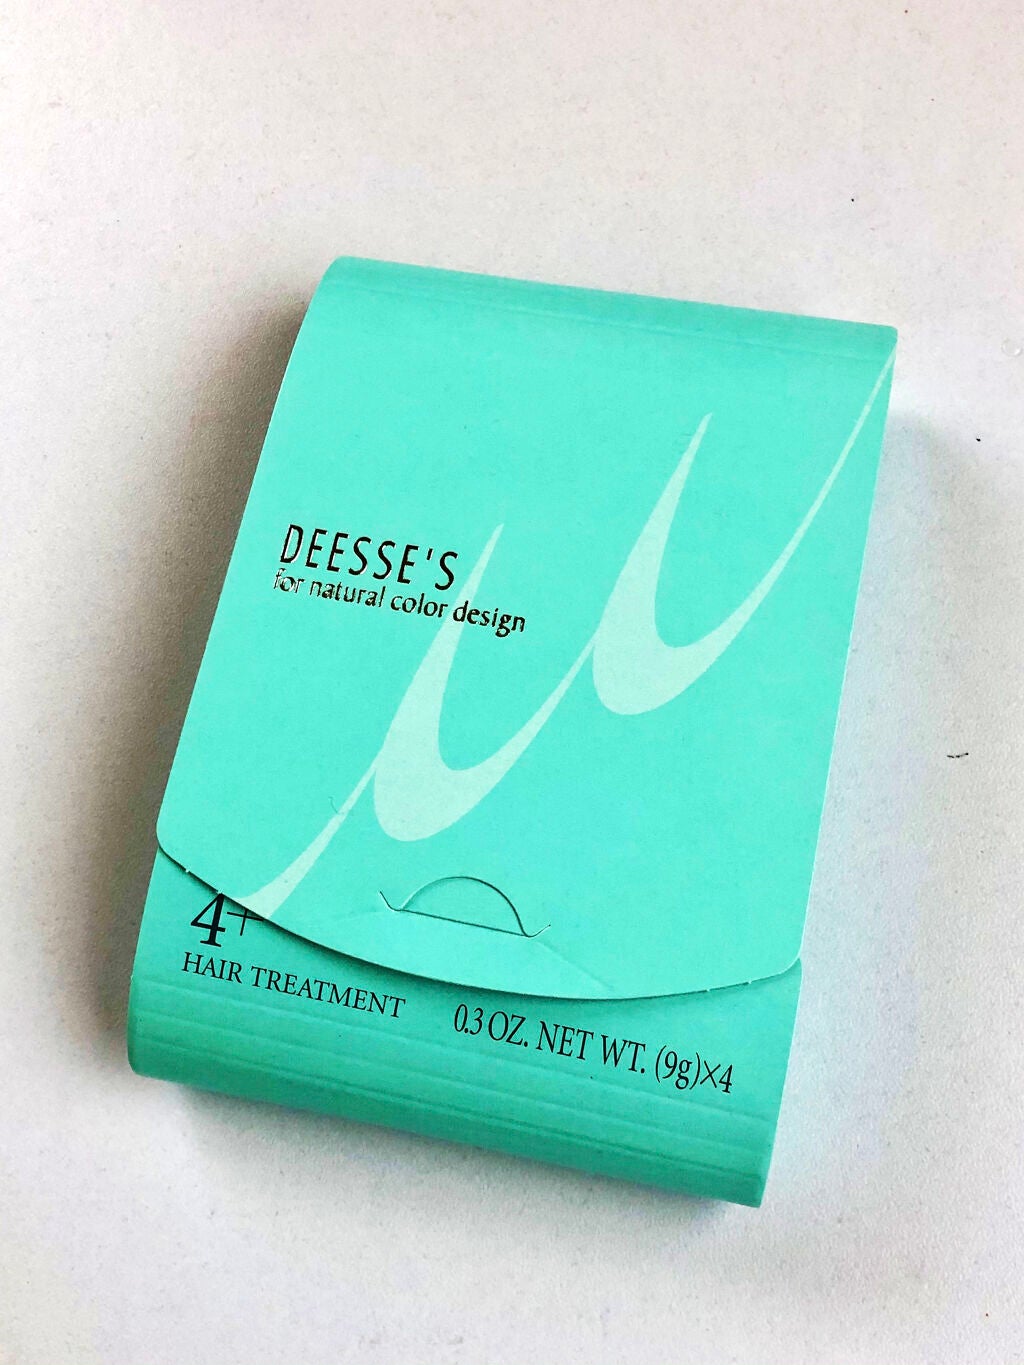 DEESSE'S
for natural color design
μ
4+
HAIR TREATMENT
0.3 OZ. NET WT. (9g)×4